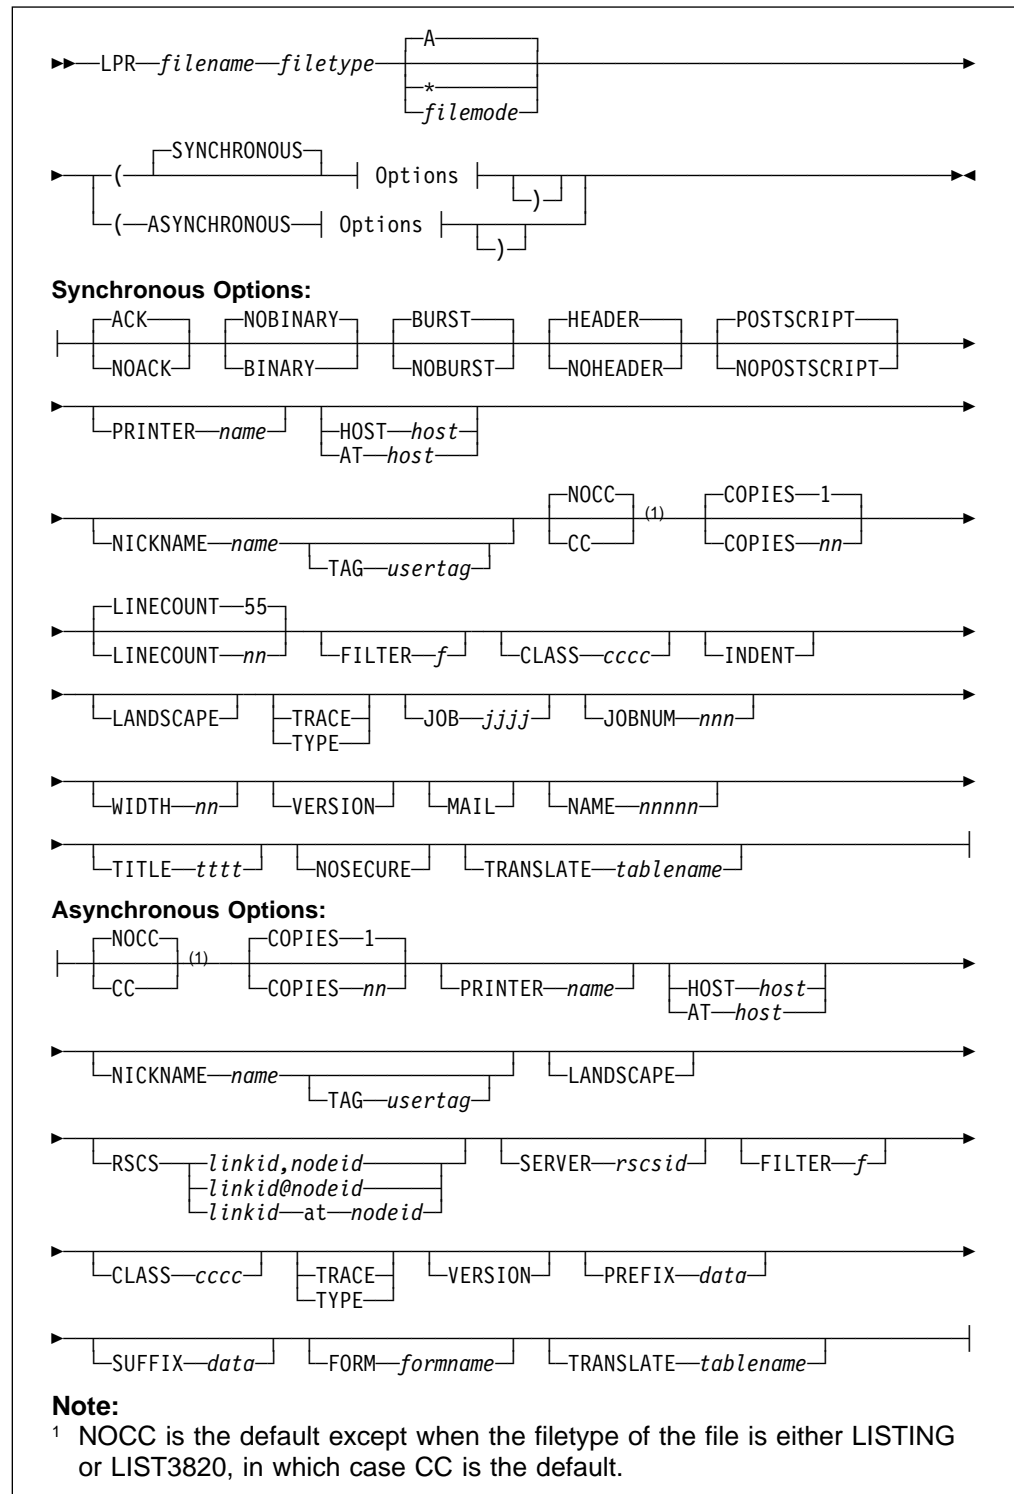 A
LPR filename filetype
*
filemode
SYNCHRONOUS
( Options )
( ASYNCHRONOUS Options )
Synchronous Options:
ACK NOBINARY BURST HEADER POSTSCRIPT
NOACK BINARY NOBURST NOHEADER NOPOSTSCRIPT
PRINTER name HOST host
AT host
NOCC (1) COPIES 1
NICKNAME name CC COPIES nn
TAG usertag
LINECOUNT 55
LINECOUNT nn FILTER f CLASS cccc INDENT
LANDSCAPE TRACE JOB jjjj JOBNUM nnn
TYPE
WIDTH nn VERSION MAIL NAME nnnnn
TITLE tttt NOSECURE TRANSLATE tablename
Asynchronous Options:
NOCC (1) COPIES 1
CC COPIES nn PRINTER name HOST host
AT host
NICKNAME name LANDSCAPE
TAG usertag
RSCS linkid,nodeid SERVER rscsid FILTER f
linkid@nodeid
linkid at nodeid
CLASS cccc TRACE VERSION PREFIX data
TYPE
SUFFIX data FORM formname TRANSLATE tablename
Note:
1 NOCC is the default except when the filetype of the file is either LISTING
or LIST3820, in which case CC is the default.